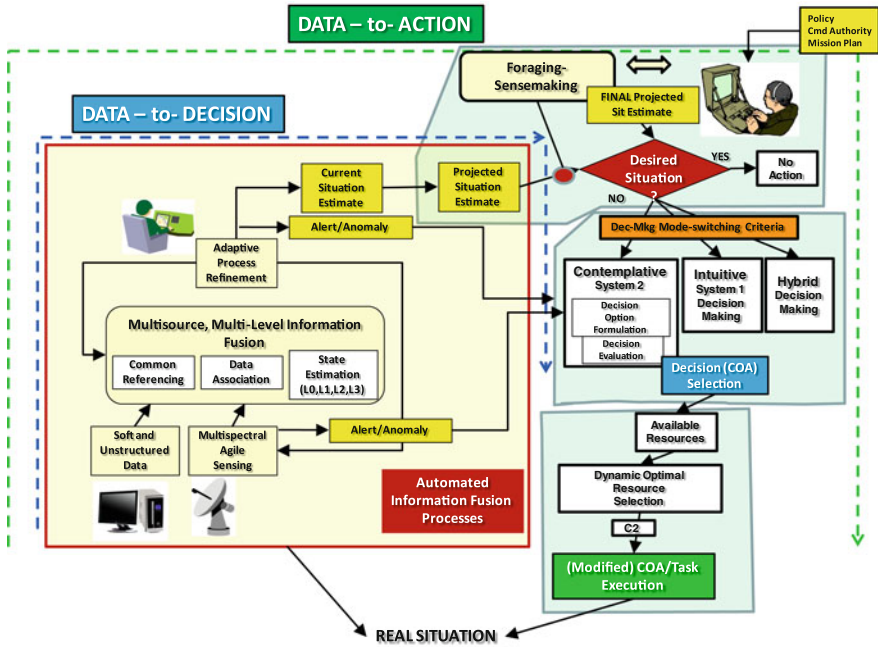 DATA – to- ACTION
Policy
Cmd Authority
Mission Plan
Foraging-
Sensemaking
FINAL Projected
Sit Estimate
DATA – to- DECISION
Desired
Situation
?
YES
NO
No
Action
Current
Situation
Estimate
Projected
Situation
Estimate
Alert/Anomaly
Adaptive
Process
Refinement
Dec-Mkg Mode-switching Criteria
Contemplative
System 2
Decision
Option
Formulation
Decision
Evaluation
Intuitive
System 1
Decision
Making
Hybrid
Decision
Making
Multisource, Multi-Level Information
Fusion
Common
Referencing
Data
Association
State
Estimation
(L0,L1,L2,L3)
Decision (COA)
Selection
Soft and
Unstructured
Data
Multispectral
Agile
Sensing
Alert/Anomaly
Available
Resources
Automated
Information Fusion
Processes
Dynamic Optimal
Resource
Selection
C2
(Modified) COA/Task
Execution
REAL SITUATION